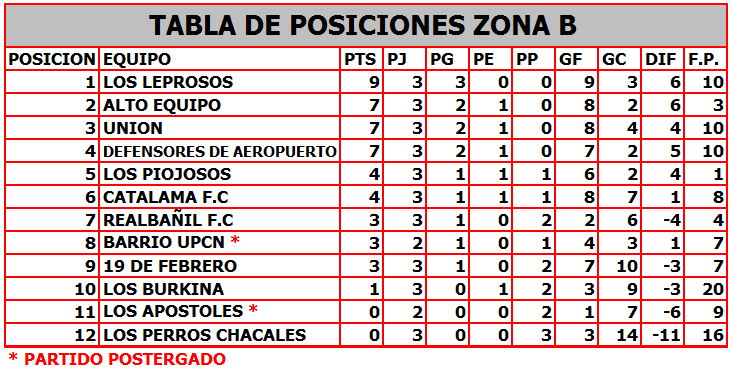 TABLA DE POSICIONES ZONA B
POSICION EQUIPO PTS PJ PG PE PP GF GC DIF F.P.
1 LOS LEPROSOS 9 3 3 0 0 9 3 6 10
2 ALTO EQUIPO 7 3 2 1 0 8 2 6 3
3 UNION 7 3 2 1 0 8 4 4 10
4 DEFENSORES DE AEROPUERTO 7 3 2 1 0 7 2 5 10
5 LOS PIOJOSOS 4 3 1 1 1 6 2 4 1
6 CATALAMA F.C 4 3 1 1 1 8 7 1 8
7 REALBAÑIL F.C 3 3 1 0 2 2 6 -4 4
8 BARRIO UPCN * 3 2 1 0 1 4 3 1 7
9 19 DE FEBRERO 3 3 1 0 2 7 10 -3 7
10 LOS BURKINA 1 3 0 1 2 3 9 -3 20
11 LOS APOSTOLES * 0 2 0 0 2 1 7 -6 9
12 LOS PERROS CHACALES 0 3 0 0 3 3 14 -11 16
* PARTIDO POSTERGADO